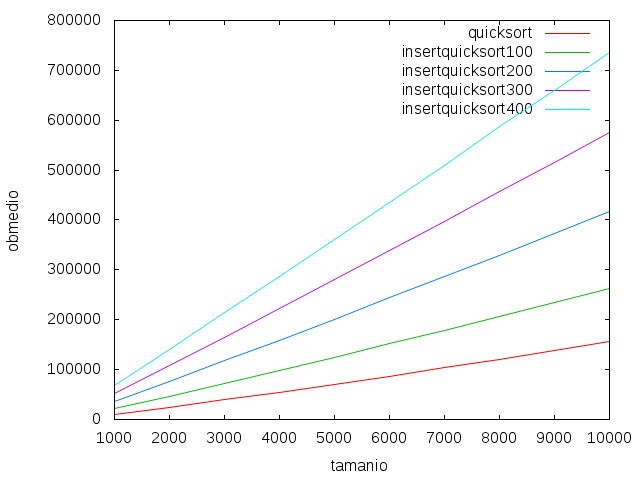 800000
700000
600000
500000
400000
300000
200000
100000
0
obmedio
quicksort
insertquicksort100
insertquicksort200
insertquicksort300
insertquicksort400
1000 2000 3000 4000 5000 6000 7000 8000 9000 10000
tamanio